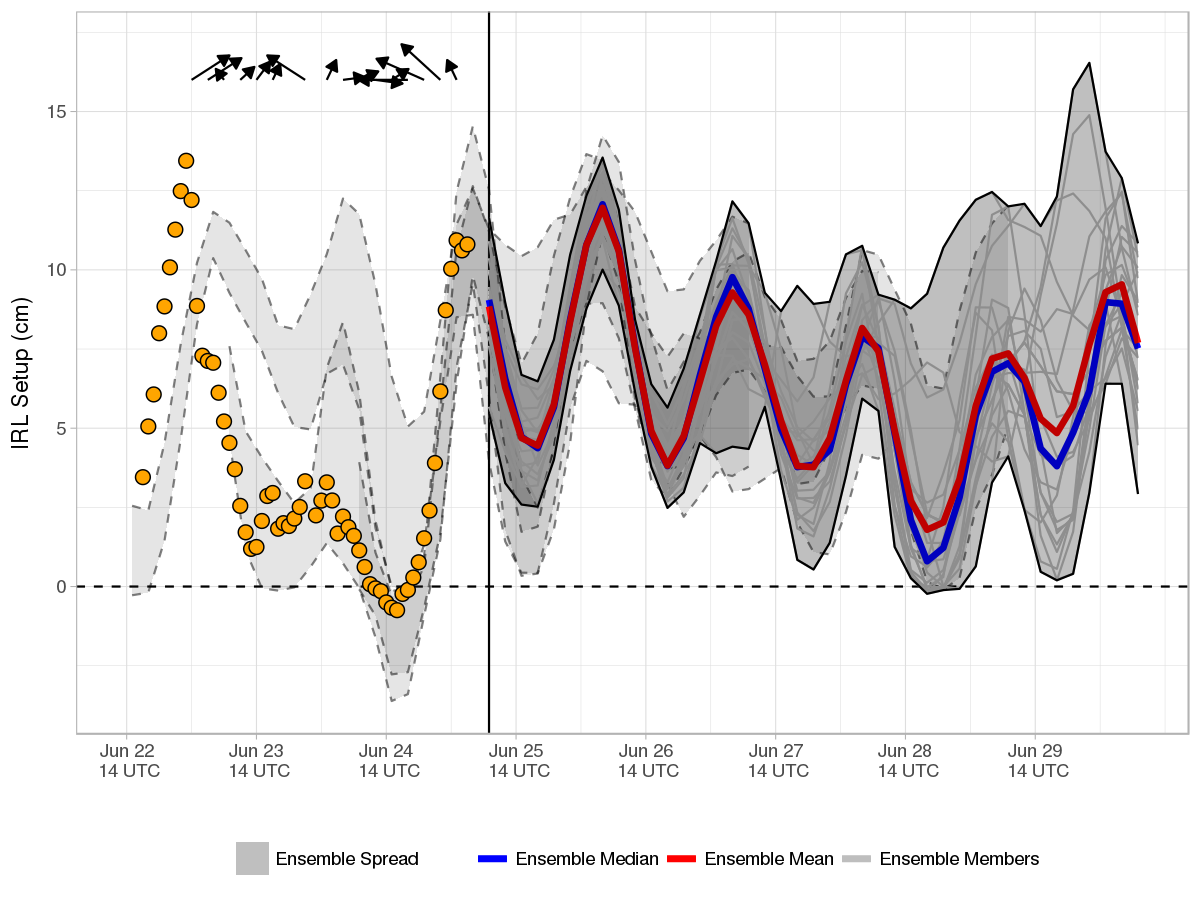 IRL Setup (cm)
15
10
5
0
Jun 22 Jun 23 Jun 24 Jun 25 Jun 26 Jun 27 Jun 28 Jun 29
14 UTC 14 UTC 14 UTC 14 UTC 14 UTC 14 UTC 14 UTC 14 UTC
Ensemble Spread Ensemble Median Ensemble Mean Ensemble Members